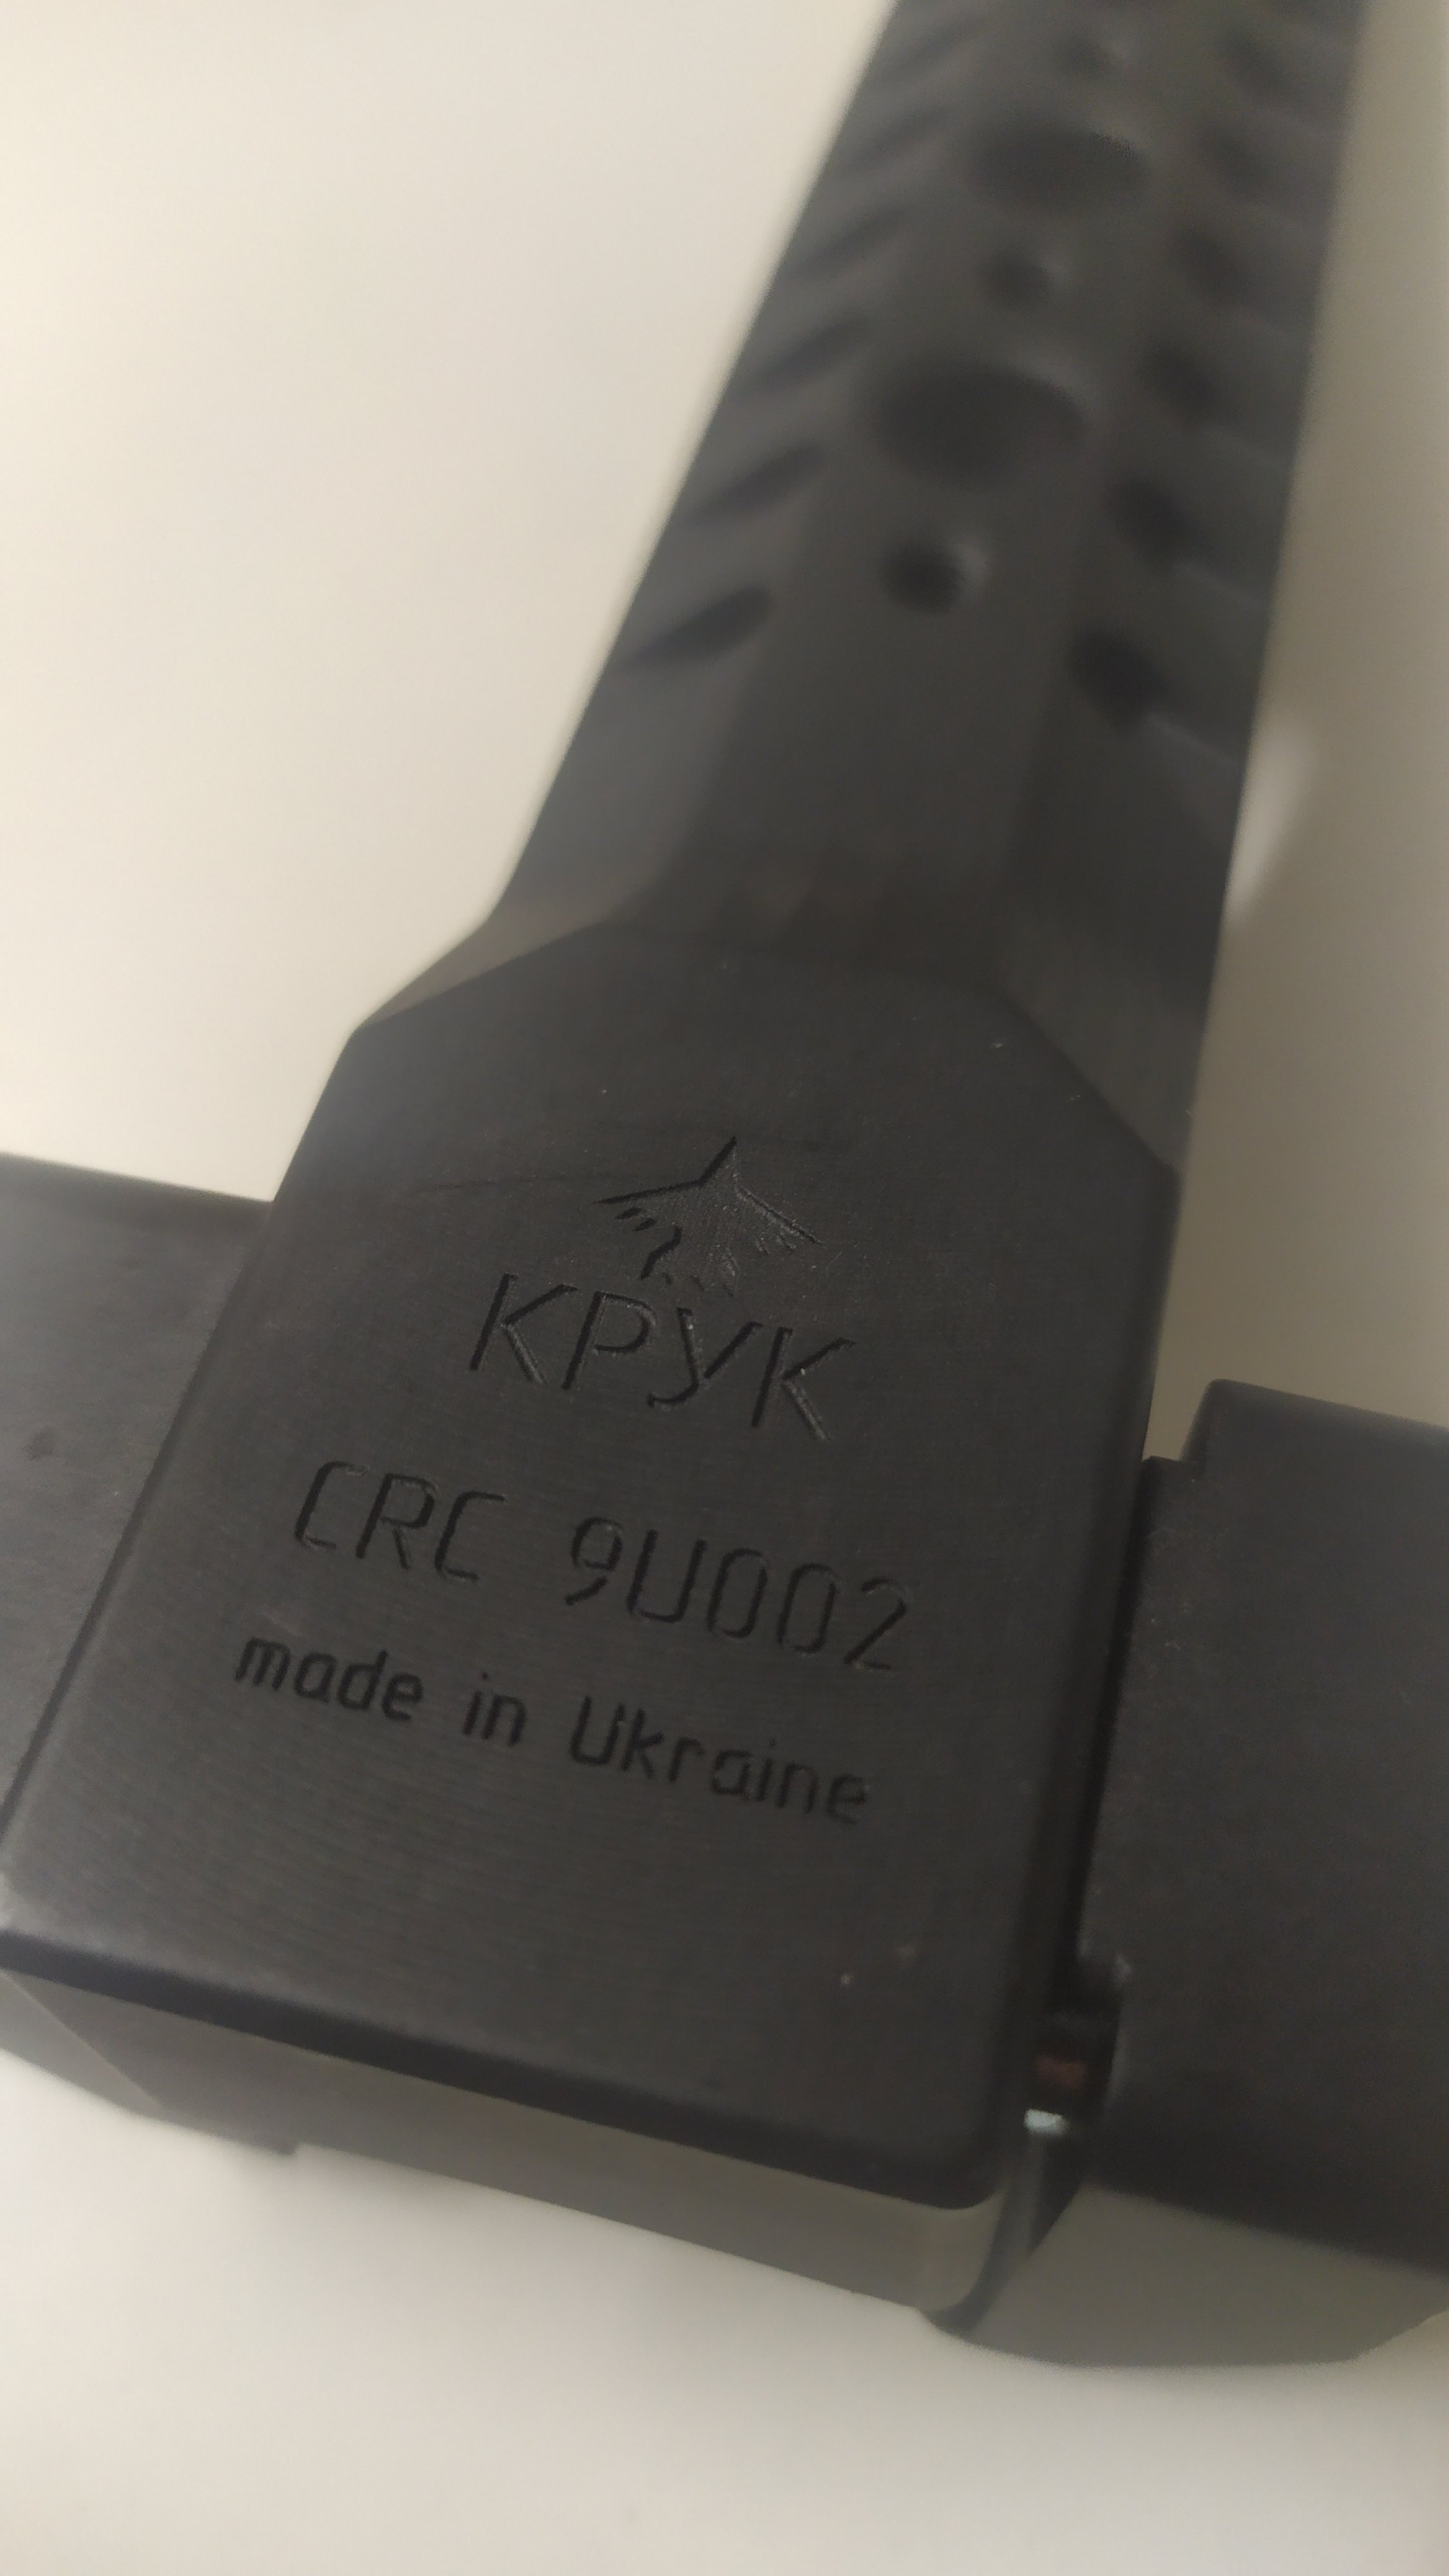 КРУК
CRC 9U002
made in Ukraine